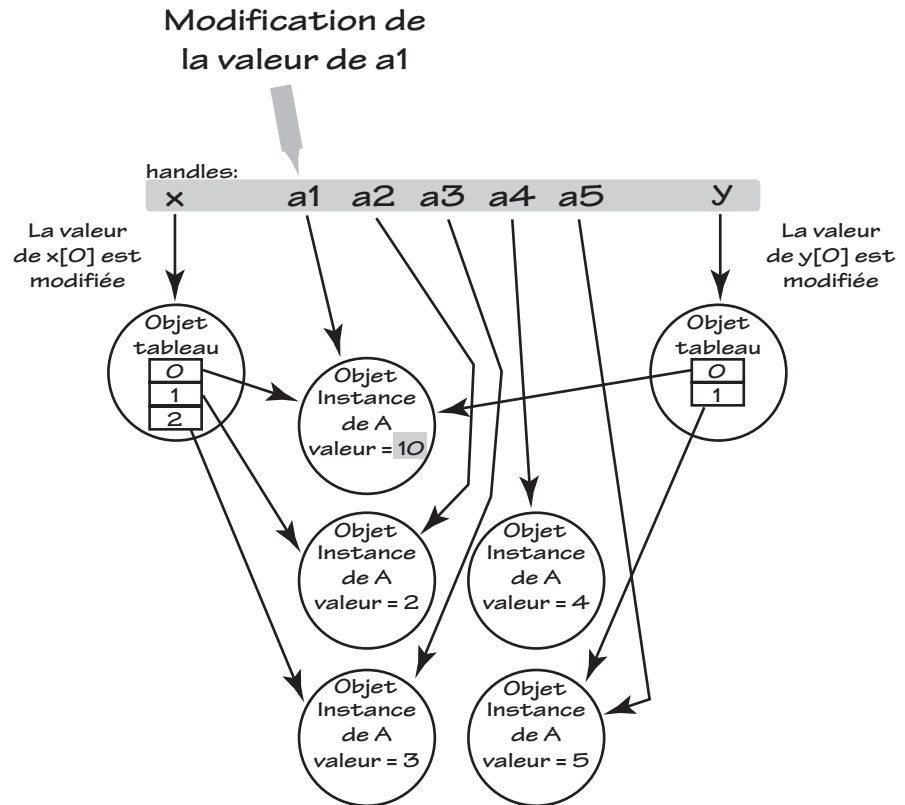 Modification de
la valeur de a1
handles:
x a1 a2 a3 a4 a5 y
La valeur
de x[0] est
modifiée
La valeur
de y[0] est
modifiée
Objet
tableau
0
1
2
Objet
tableau
0
1
Objet
Instance
de A
valeur = 10
Objet
Instance
de A
valeur = 2
Objet
Instance
de A
valeur = 4
Objet
Instance
de A
valeur = 3
Objet
Instance
de A
valeur = 5